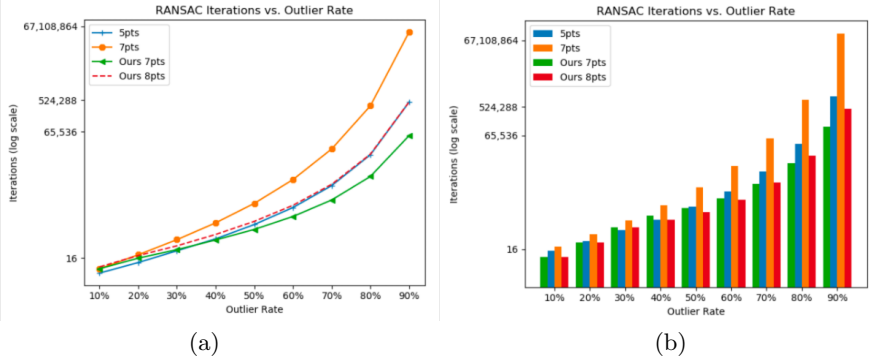 RANSAC Iterations vs. Outlier Rate
67,108,864
524,288
65,536
16
Iterations (log scale)
5pts
7pts
Ours 7pts
Ours 8pts
10% 20% 30% 40% 50% 60% 70% 80% 90%
Outlier Rate
(a)
RANSAC Iterations vs. Outlier Rate
67,108,864
524,288
65,536
16
Iterations (log scale)
5pts
7pts
Ours 7pts
Ours 8pts
10% 20% 30% 40% 50% 60% 70% 80% 90%
Outlier Rate
(b)